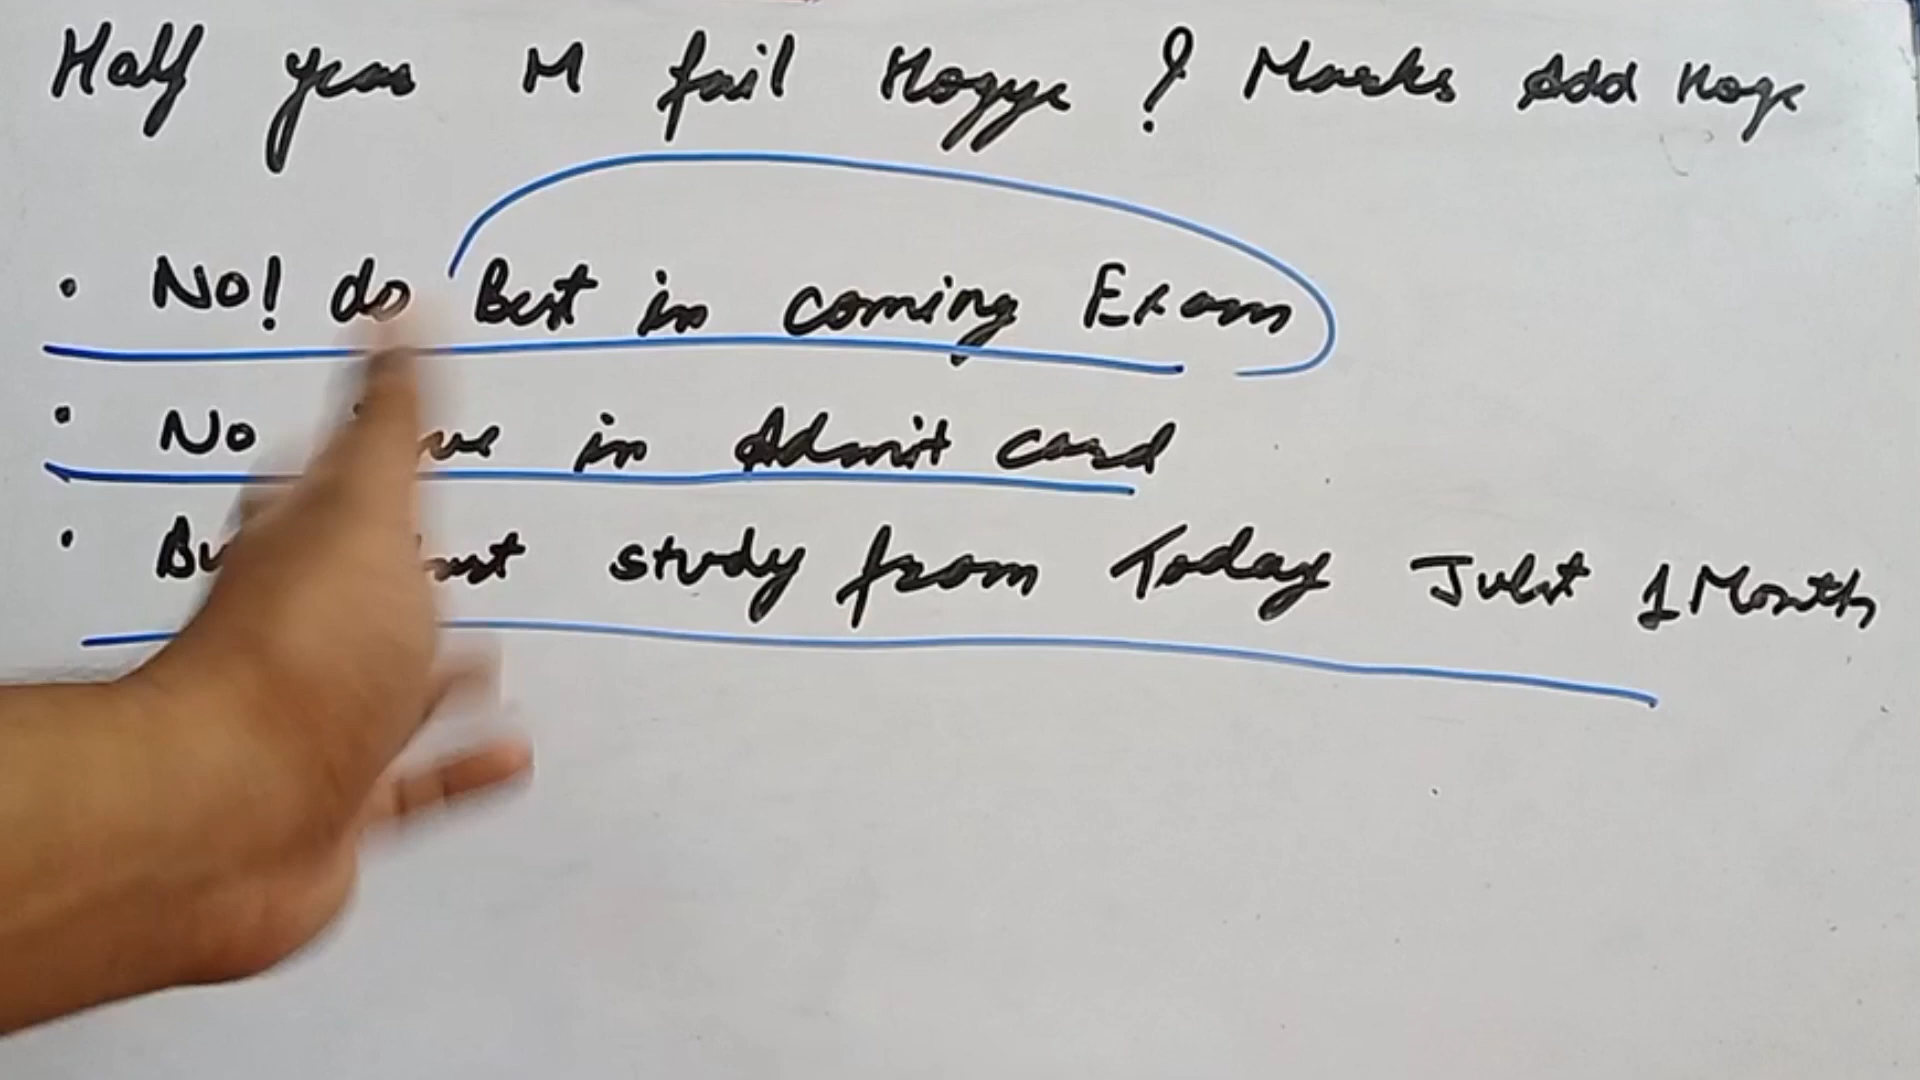 Half year M fail Hogye ? Marks Add Hoge
• No! do Best in coming Exam
• No in Admit card
• study from Today Just 1 Month